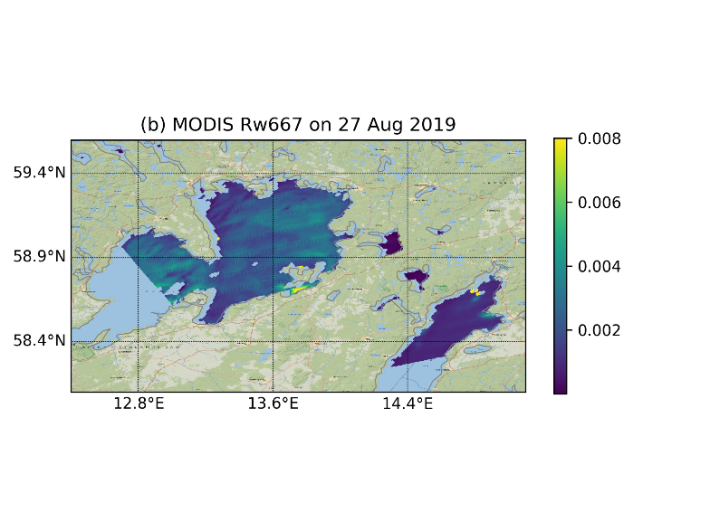 (b) MODIS Rw667 on 27 Aug 2019
59.4°N
58.9°N
58.4°N
12.8°E 13.6°E 14.4°E
0.008
0.006
0.004
0.002